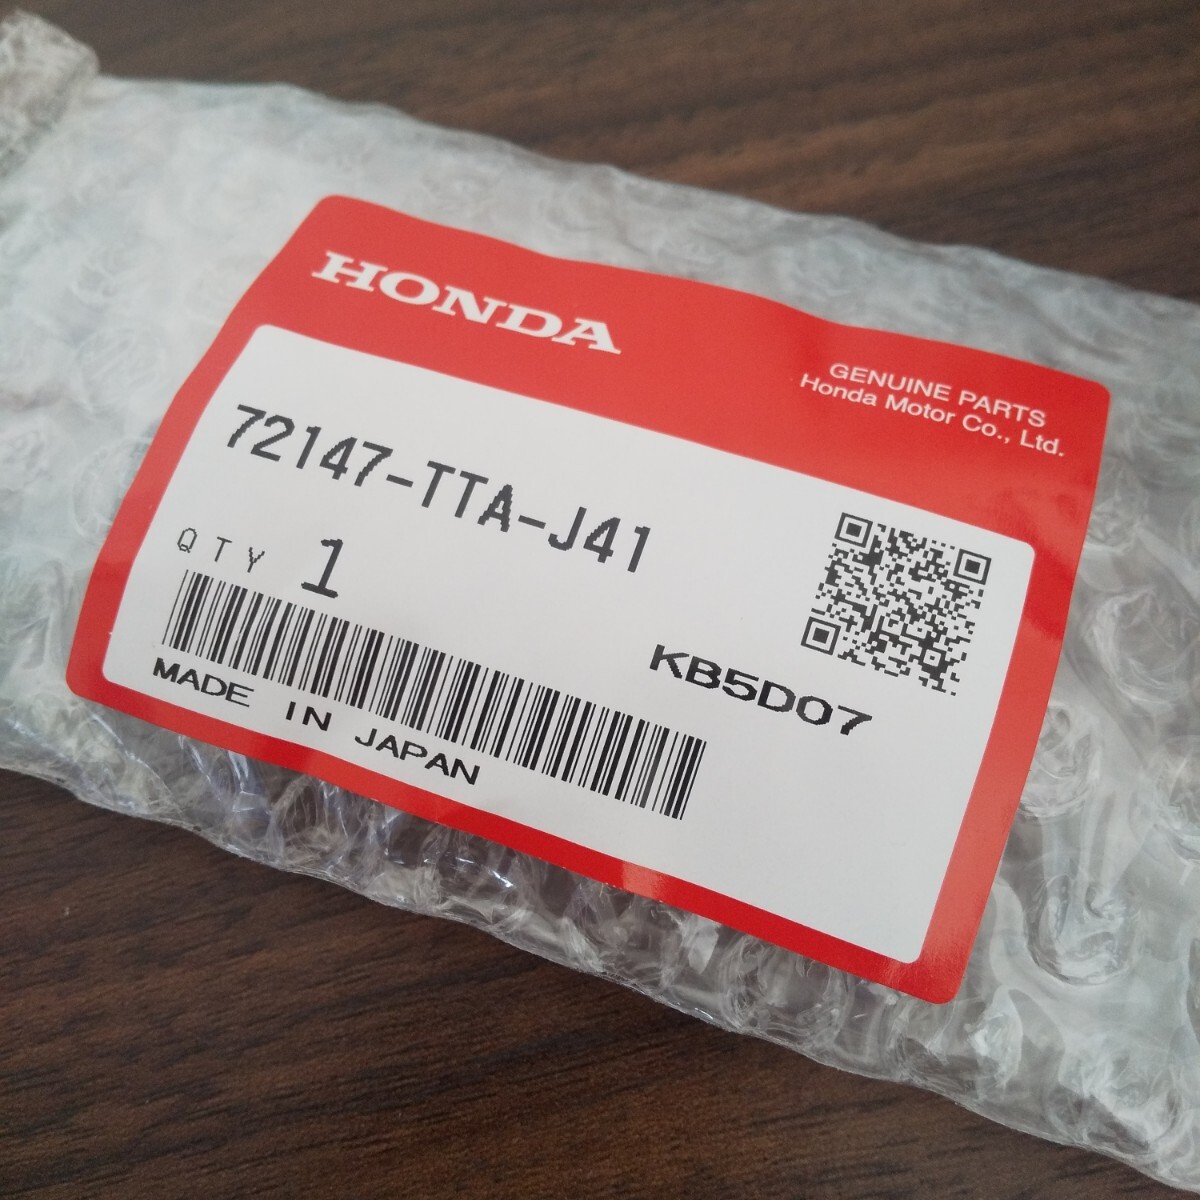 HONDA
GENUINE PARTS
Honda Motor Co., Ltd.
72147-TTA-J41
QTY 1
KB5D07
MADE IN JAPAN